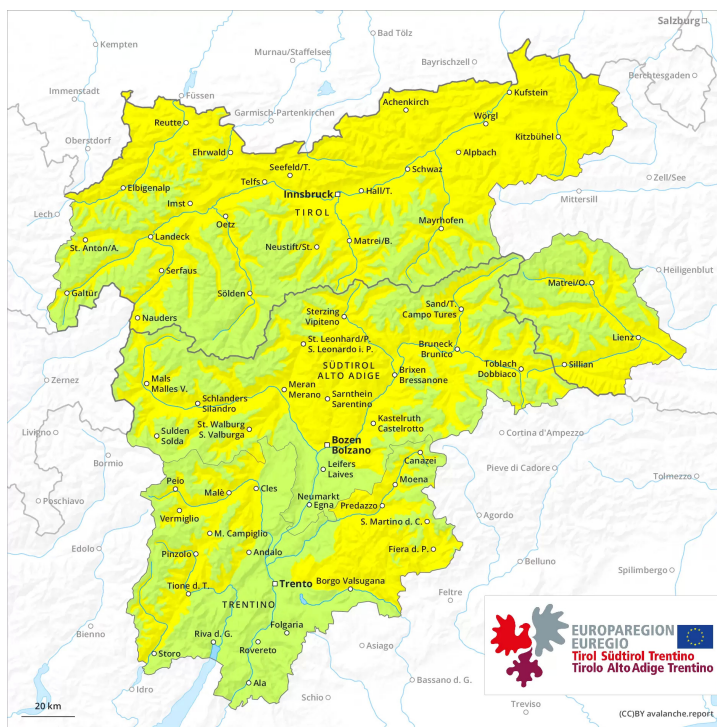 Salzburg
Kempten
Bad Tölz
Murnau/Staffelsee
Bayrischzell
Berchtesgaden
Immenstadt
Füssen
Garmisch-Partenkirchen
Achenkirch
Kufstein
Reutte
Wörgl
Oberstdorf
Ehrwald
Kitzbühel
Alpbach
Seefeld/T.
Schwaz
Zell/See
Telfs
Elbigenalp
Innsbruck
Hall/T.
Mittersill
Imst
TIROL
Lech
Oetz
Mayrhofen
Landeck
St. Anton/A.
Neustift/St.
Matrei/B.
Serfaus
Heiligenblut
Matrei/O.
Galtür
Sölden
Nauders
Sterzing
Vipiteno
Sand/T.
Campo Tures
Lienz
St. Leonhard/P.
S. Leonardo i. P.
Bruneck
Brunico
Toblach
Dobbiaco
Sillian
SÜDTIROL
ALTO ADIGE
Brixen
Bressanone
Zernez
Mals
Malles V.
Meran
Merano
Schlanders
Silandro
Sarnthein
Sarentino
St. Walburg
S. Valburga
Kastelruth
Castelrotto
Livigno
Sulden
Solda
Bozen
Bolzano
Cortina d'Ampezzo
Bormio
Canazei
Leifers
Laives
Pieve di Cadore
Tolmezzo
Peio
Moena
Poschiavo
Malè
Cles
Neumarkt
Egna
Predazzo
Vermiglio
Agordo
S. Martino d. C.
M. Campiglio
Edolo
Pinzolo
Andalo
Fiera d. P.
Belluno
Spilimbergo
Tione d. T.
Trento
Borgo Valsugana
Feltre
TRENTINO
Bienno
Folgaria
Riva d. G.
Rovereto
Asiago
Storo
Bassano d. G.
Ala
Idro
Schio
Treviso
EUROPAREGION
EUREGIO
Tirol Südtirol Trentino
Tirolo Alto Adige Trentino
20 km
(CC)BY avalanche.report